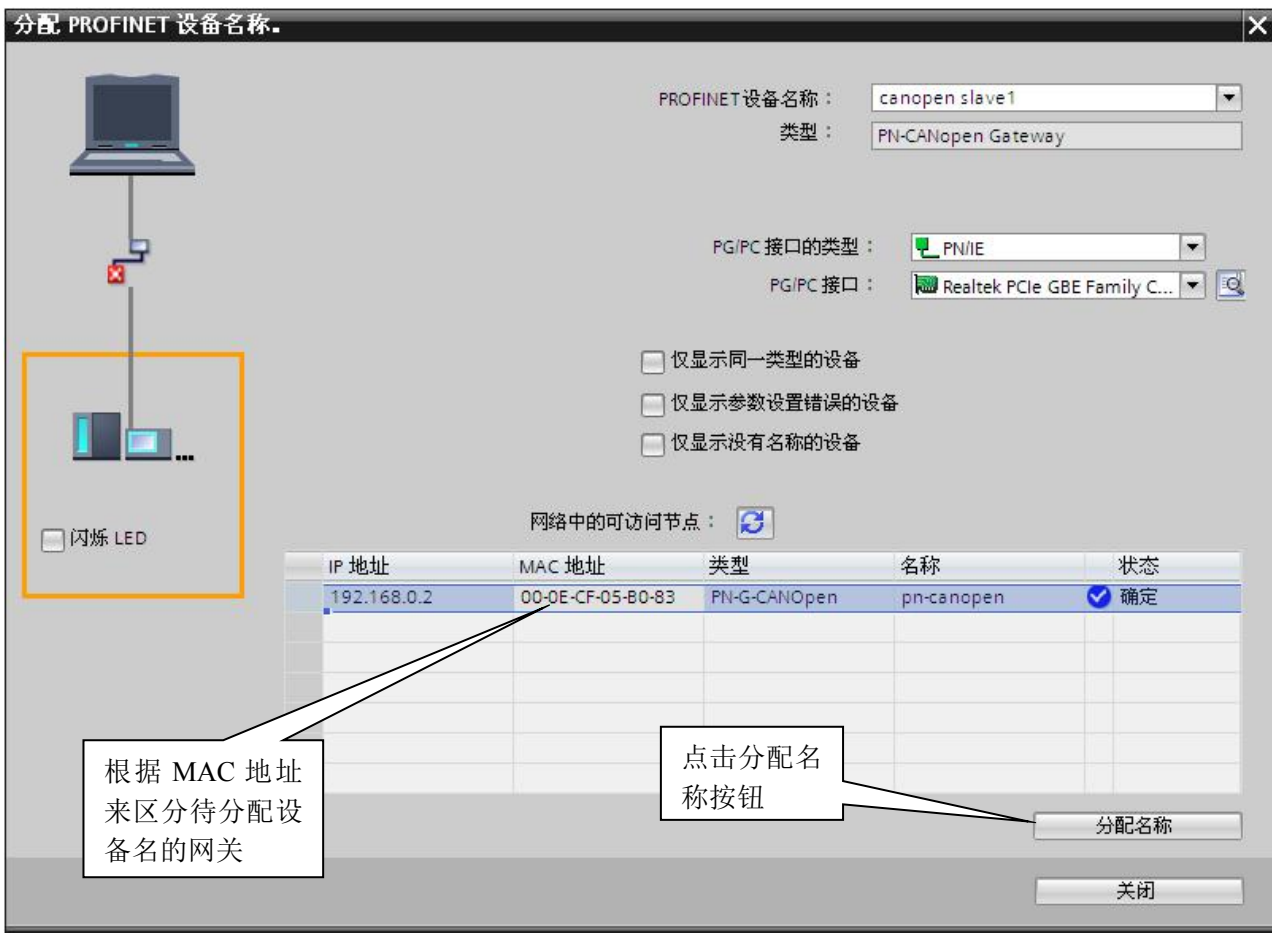 分配 PROFINET 设备名称.
PROFINET设备名称：
canopen slave1
类型：
PN-CANopen Gateway
PG/PC 接口的类型：
PN/IE
PG/PC 接口：
Realtek PCIe GBE Family C...
仅显示同一类型的设备
仅显示参数设置错误的设备
仅显示没有名称的设备
闪烁 LED
网络中的可访问节点：
IP 地址 MAC 地址 类型 名称 状态
192.168.0.2 00-0E-CF-05-B0-83 PN-G-CANOpen pn-canopen 确定
根据 MAC 地址
来区分待分配设
备名的网关
点击分配名
称按钮
分配名称
关闭